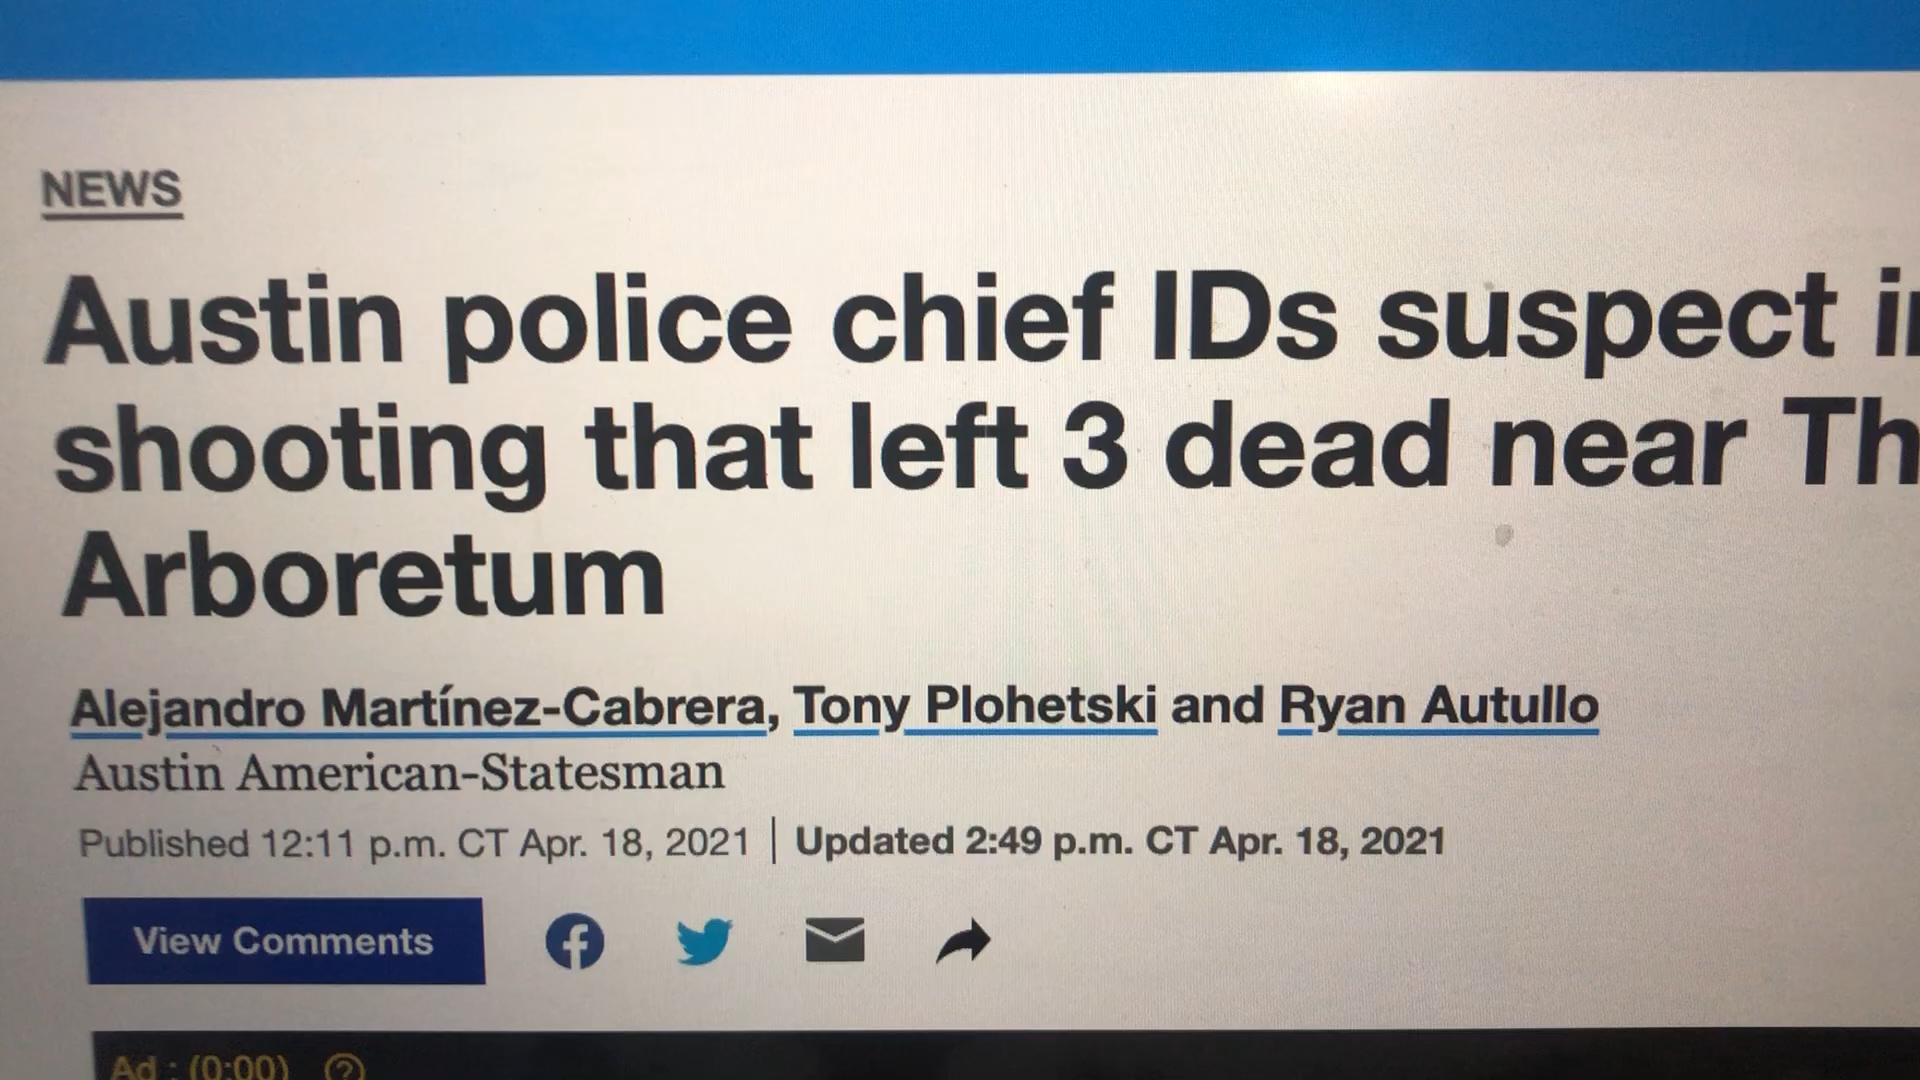 NEWS
Austin police chief IDs suspect
shooting that left 3 dead near
Arboretum
Alejandro Martínez-Cabrera, Tony Plohetski and Ryan Autullo
Austin American-Statesman
Published 12:11 p.m. CT Apr. 18, 2021 | Updated 2:49 p.m. CT Apr. 18, 2021
View Comments
Ad : (0:00)